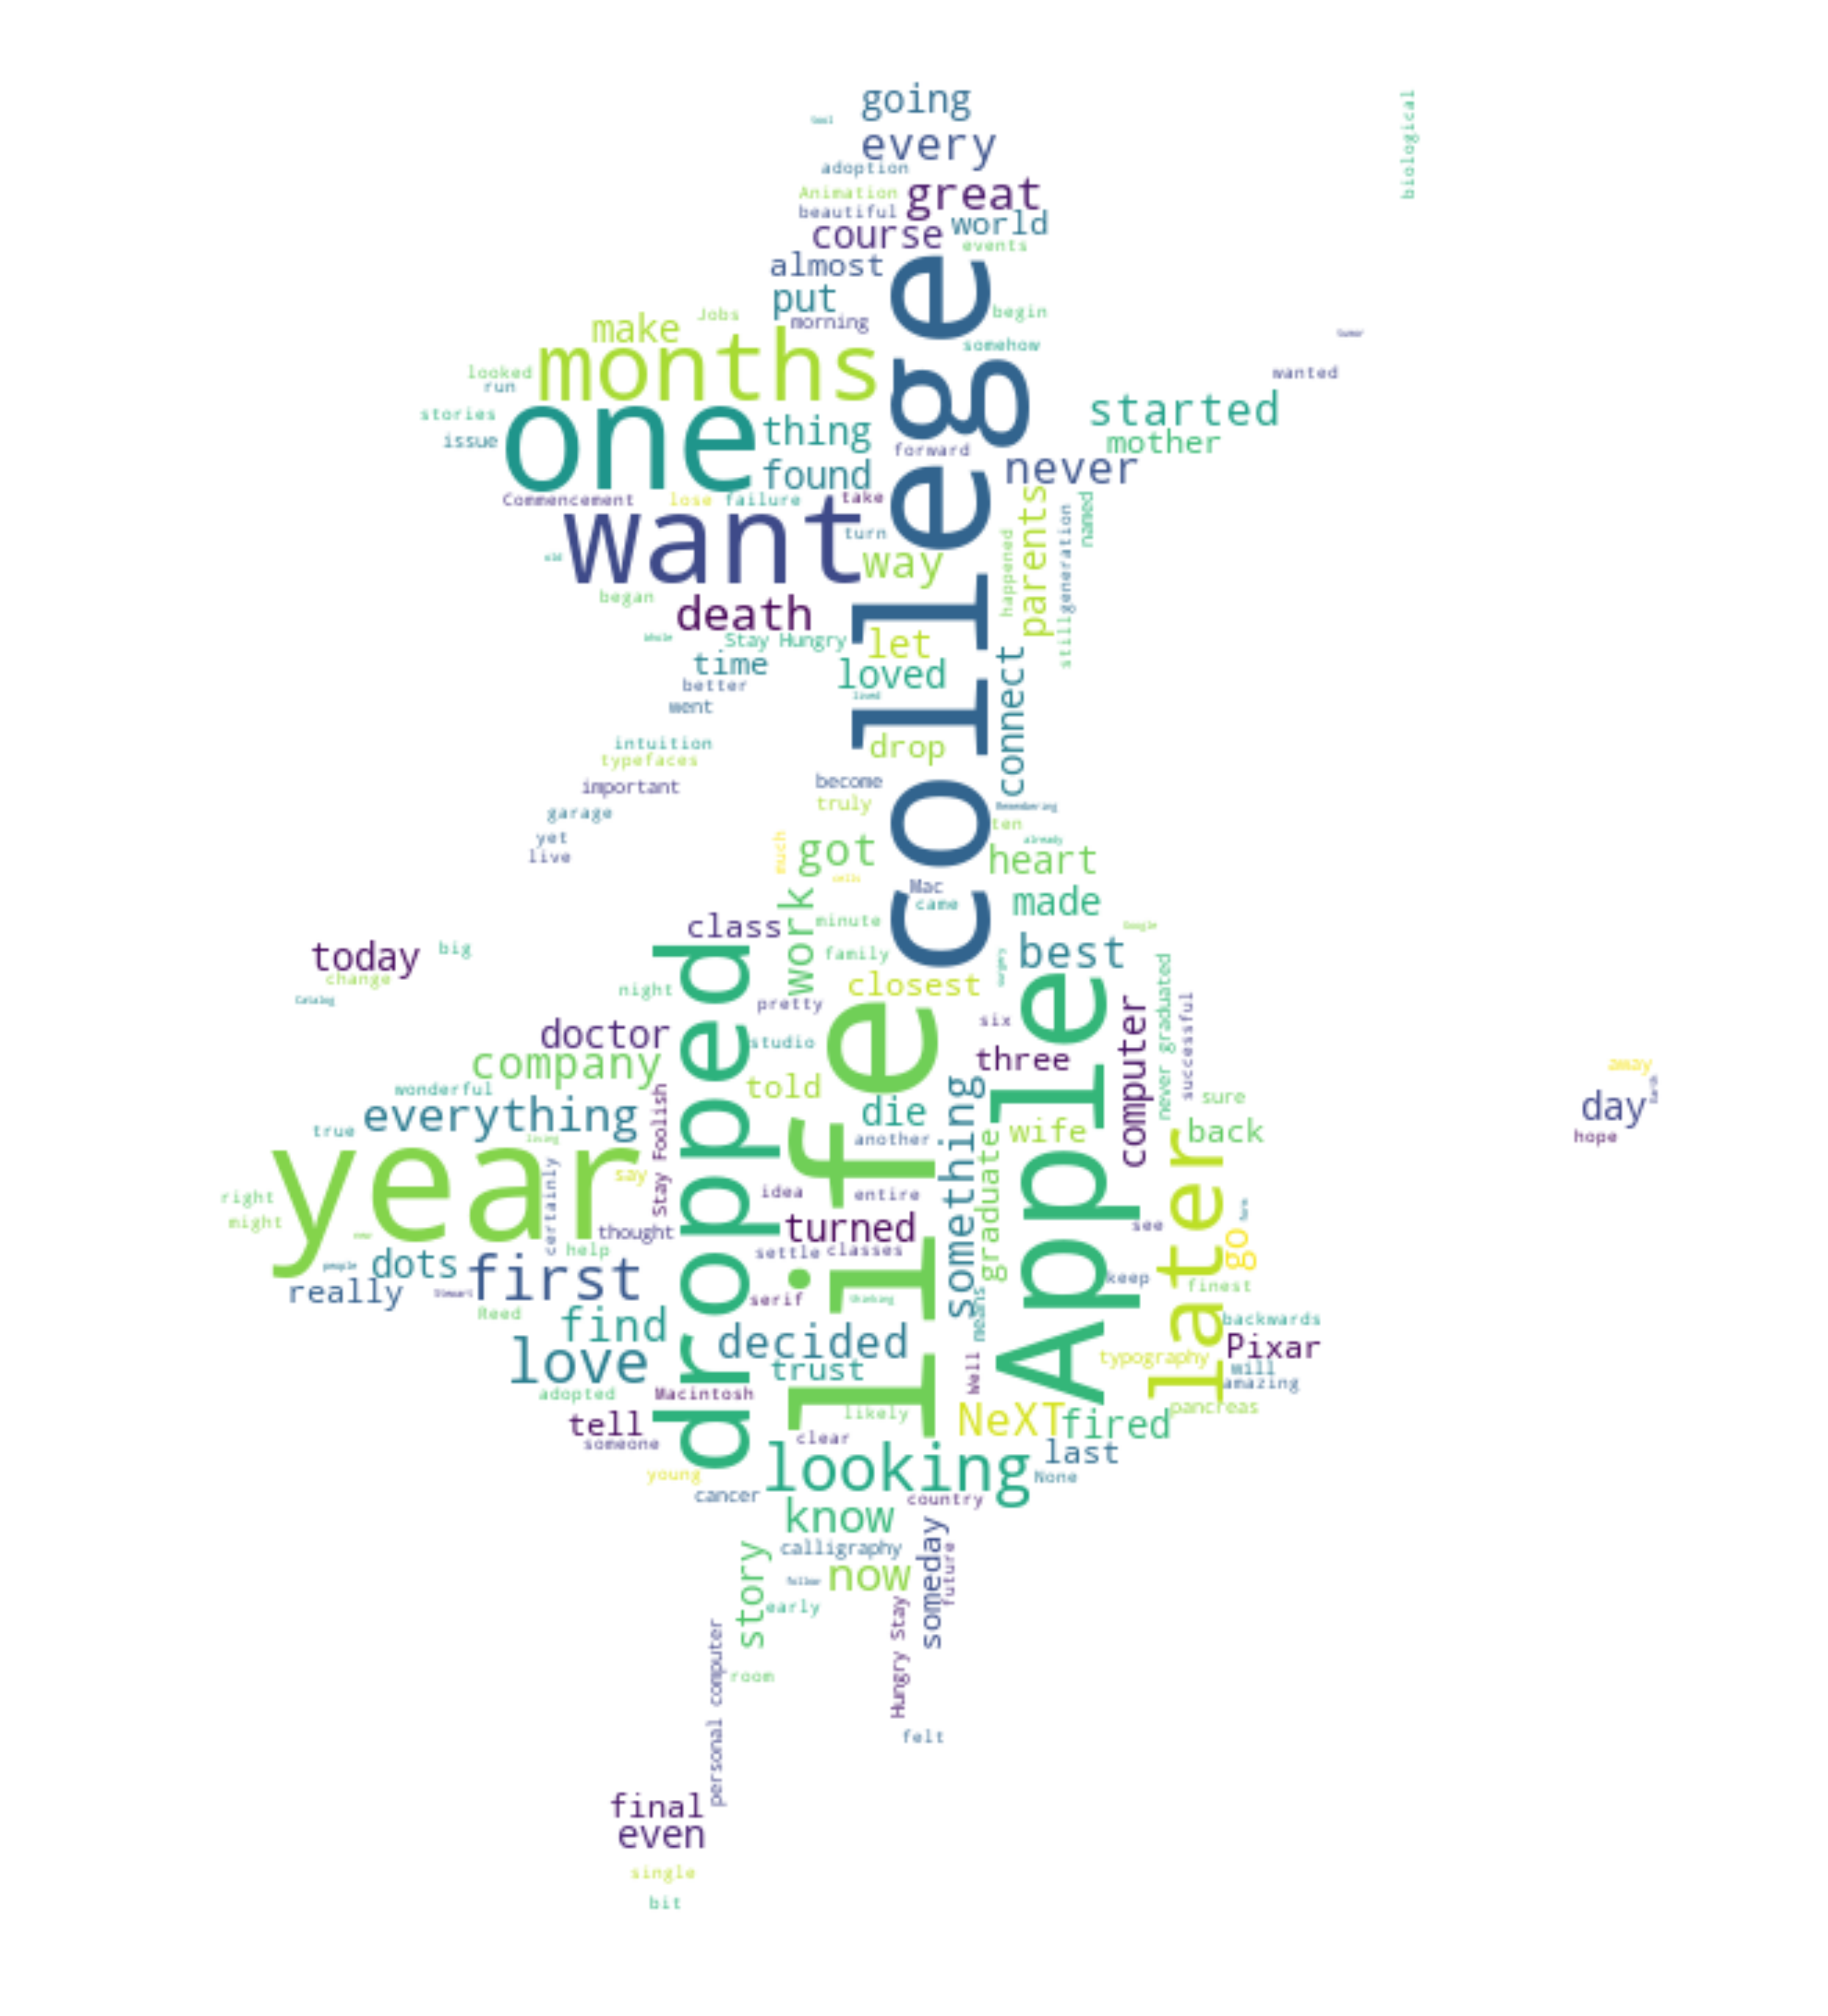 going
biological
every
adoption
Animation
great
beautiful
world
course
events
almost
put
begin
Jobs
morning
make
somehow
months
looked
wanted
run
college
started
stories
one
thing
issue
mother
forward
found
never
Commencement
lose
failure
take
parents
named
want
turn
stillgeneration
way
happened
began
death
Stay Hungry
let
time
loved
better
connect
went
intuition
drop
typefaces
important
become
truly
garage
Remembering
ten
yet
already
much
got
live
heart
Mac
came
made
work
class
minute
Google
today
big
family
best
change
closest
Catalog
night
pretty
dropped
six
never graduated
successful
computer
doctor
studio
three
company
away
told
life
Apple
wonderful
sure
everything
die
day
Stay Foolish
something
true
another
wife
back
hope
year
say
graduate
later
right
certainly
idea
entire
might
thought
turned
see
help
settle
classes
go
dots
first
people
keep
really
serif
thinking
finest
Reed
means
find
backwards
decided
Pixar
love
trust
typography
will
Well
amazing
adopted
Macintosh
tell
likely
NeXT
fired
pancreas
someone
clear
last
young
looking
None
cancer
country
know
calligraphy
story
now
someday
future
early
Hungry Stay
personal computer
room
felt
final
even
single
bit